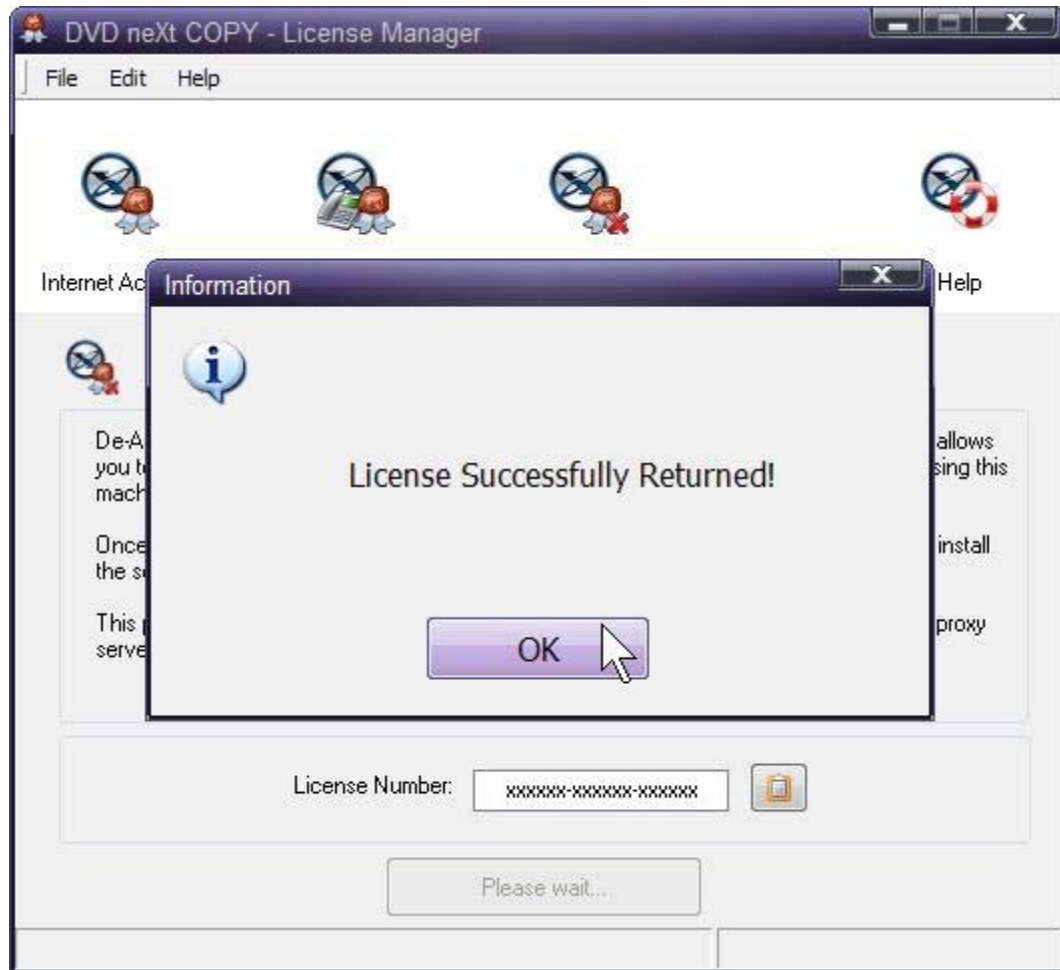 DVD neXt COPY - License Manager
File Edit Help
Internet Ac
Help
Information
License Successfully Returned!
OK
De-A
allows
you t
sing this
mach
Once
install
the s
This
proxy
serve
License Number:
xxxxxx-xxxxxx-xxxxxx
Please wait...